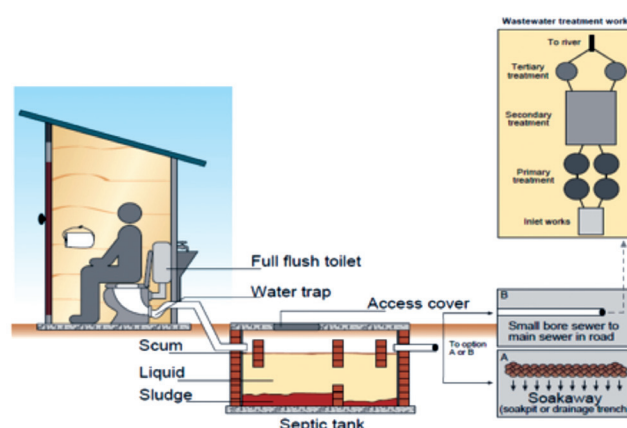 Wastewater treatment work
To river
Tertiary
treatment
Secondary
treatment
Primary
treatment
Inlet works
Full flush toilet
Water trap
Access cover
Scum
Liquid
Sludge
Septic tank
To option
A or B
B
Small bore sewer to
main sewer in road
A
Soakaway
(soakpit or drainage trench